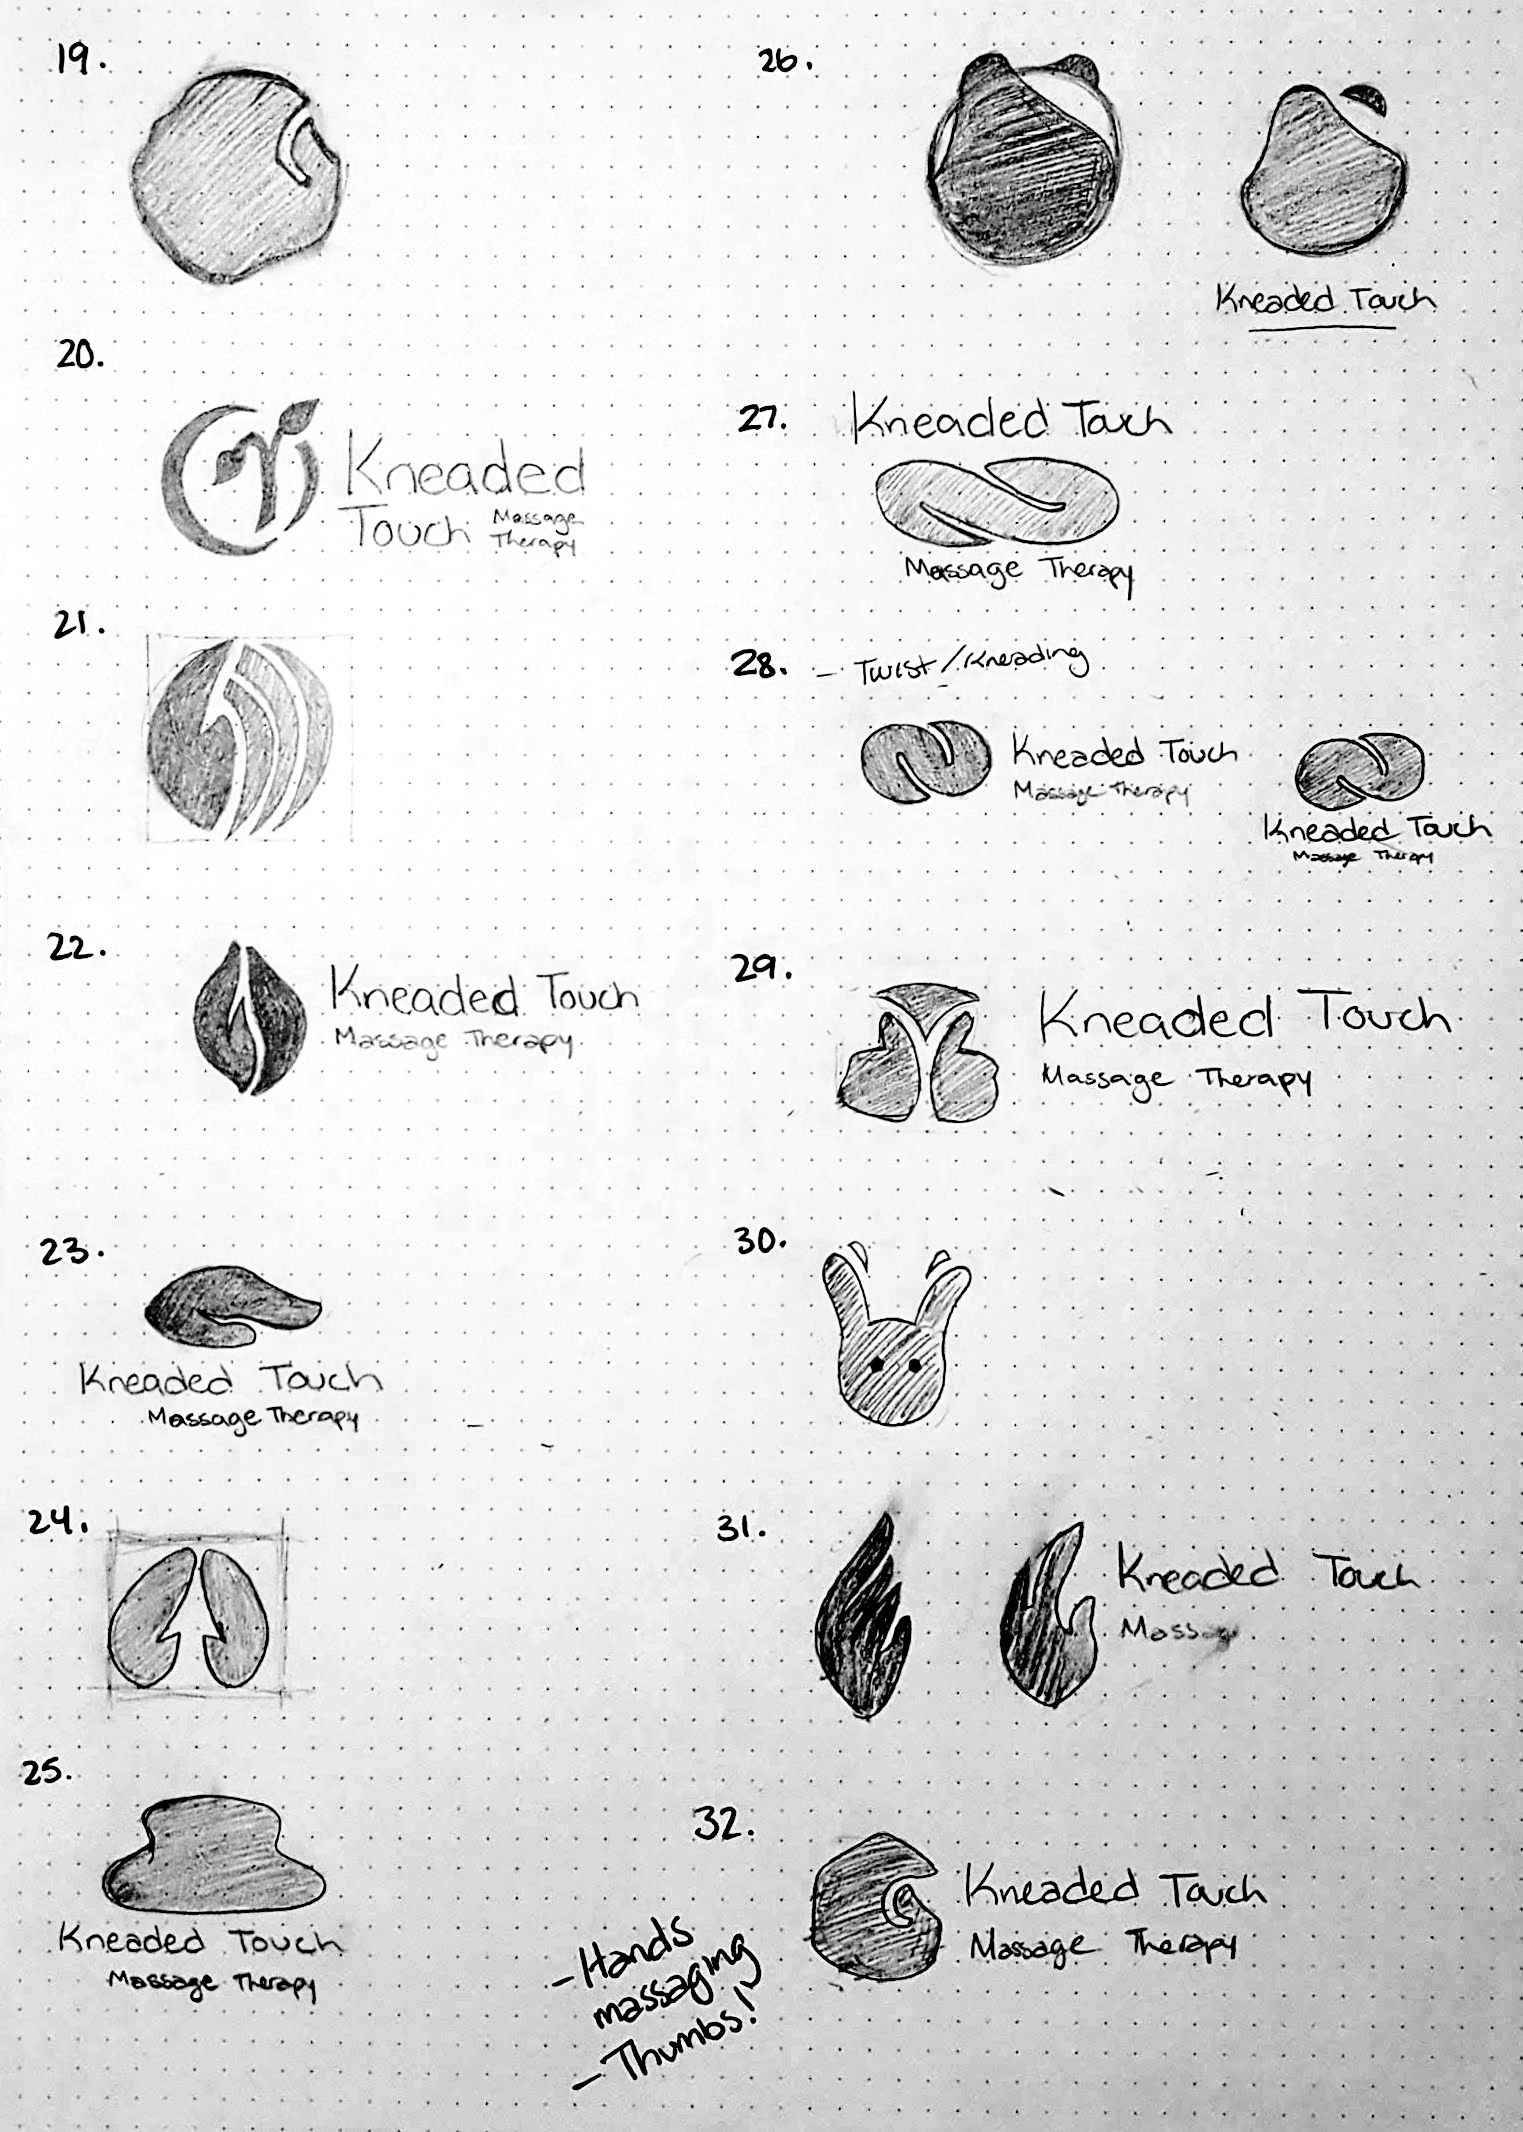 19.
20.
Kneaded
Touch Massage
Therapy
21.
22.
Kneaded Touch
Massage Therapy
23.
Kneaded Touch
Massage Therapy
24.
25.
Kneaded Touch
Massage Therapy
26.
Kneaded Touch
27.
Kneaded Touch
Massage Therapy
28. - Twist/Kneading
Kneaded Touch
Massage Therapy
Kneaded Touch
Massage Therapy
29.
Kneaded Touch
Massage Therapy
30.
31.
Kneaded Touch
Massage
32.
Kneaded Touch
Massage Therapy
- Hands
massaging
- Thumbs!